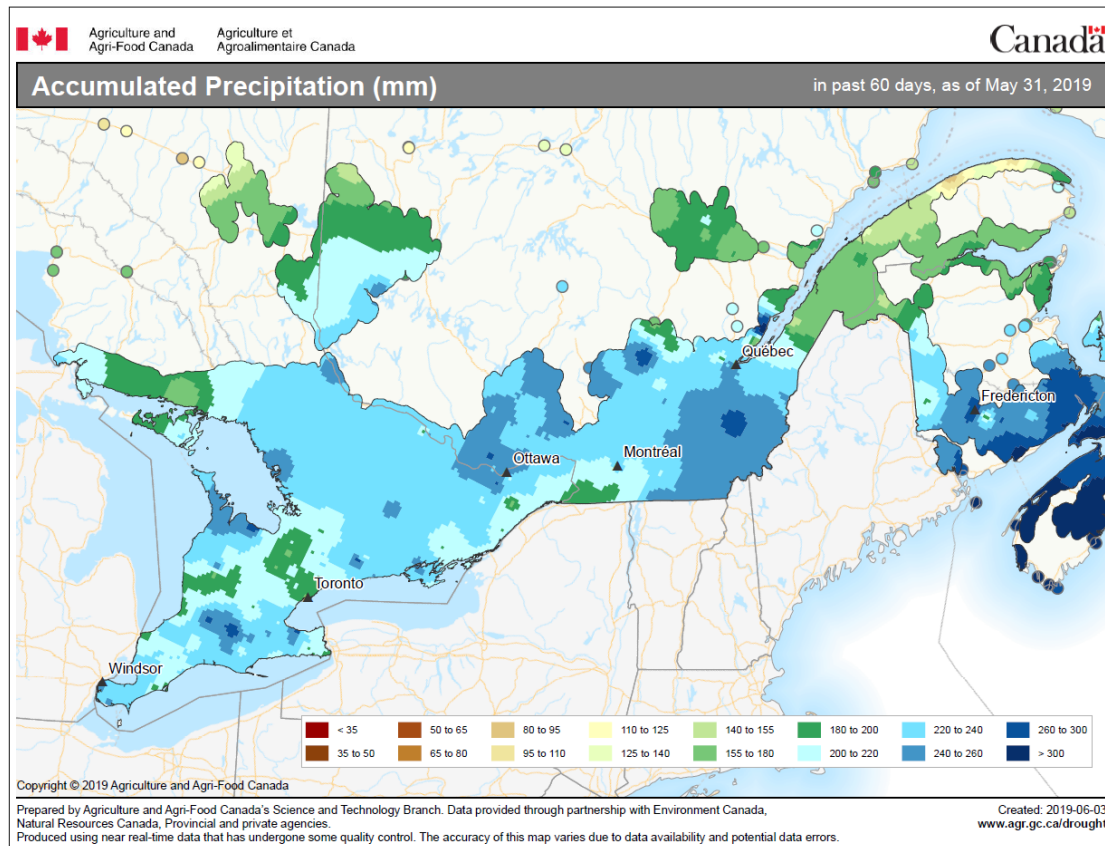 Agriculture and
Agri-Food Canada
Agriculture et
Agroalimentaire Canada
Canada
Accumulated Precipitation (mm)
in past 60 days, as of May 31, 2019
Québec
Fredericton
Ottawa
Montréal
Toronto
Windsor
< 35
50 to 65
80 to 95
110 to 125
140 to 155
180 to 200
220 to 240
260 to 300
35 to 50
65 to 80
95 to 110
125 to 140
155 to 180
200 to 220
240 to 260
> 300
Copyright © 2019 Agriculture and Agri-Food Canada
Prepared by Agriculture and Agri-Food Canada's Science and Technology Branch. Data provided through partnership with Environment Canada,
Natural Resources Canada, Provincial and private agencies.
Produced using near real-time data that has undergone some quality control. The accuracy of this map varies due to data availability and potential data errors.
Created: 2019-06-03
www.agr.gc.ca/drought